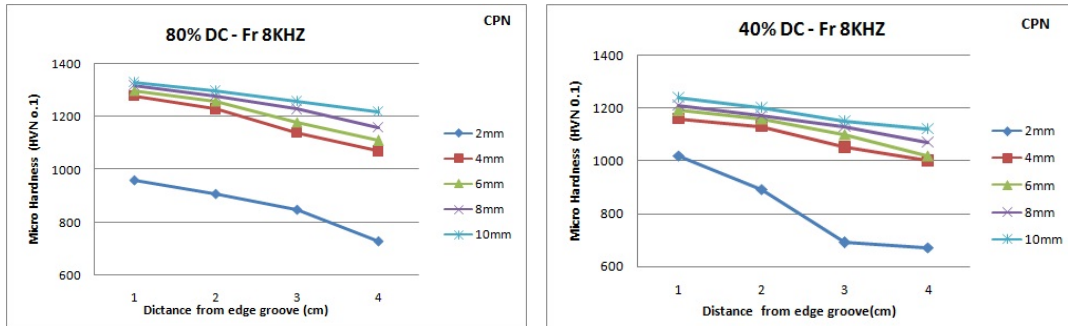 CPN
80% DC - Fr 8KHZ
Micro Hardness (HVN o.1)
1400
1200
1000
800
600
1 2 3 4
Dictance from edge groove (cm)
2mm
4mm
6mm
8mm
10mm
CPN
40% DC - Fr 8KHZ
Micro Hardness (HVN 0.1)
1400
1200
1000
800
600
1 2 3 4
Distance from edge groove(cm)
2mm
4mm
6mm
8mm
10mm